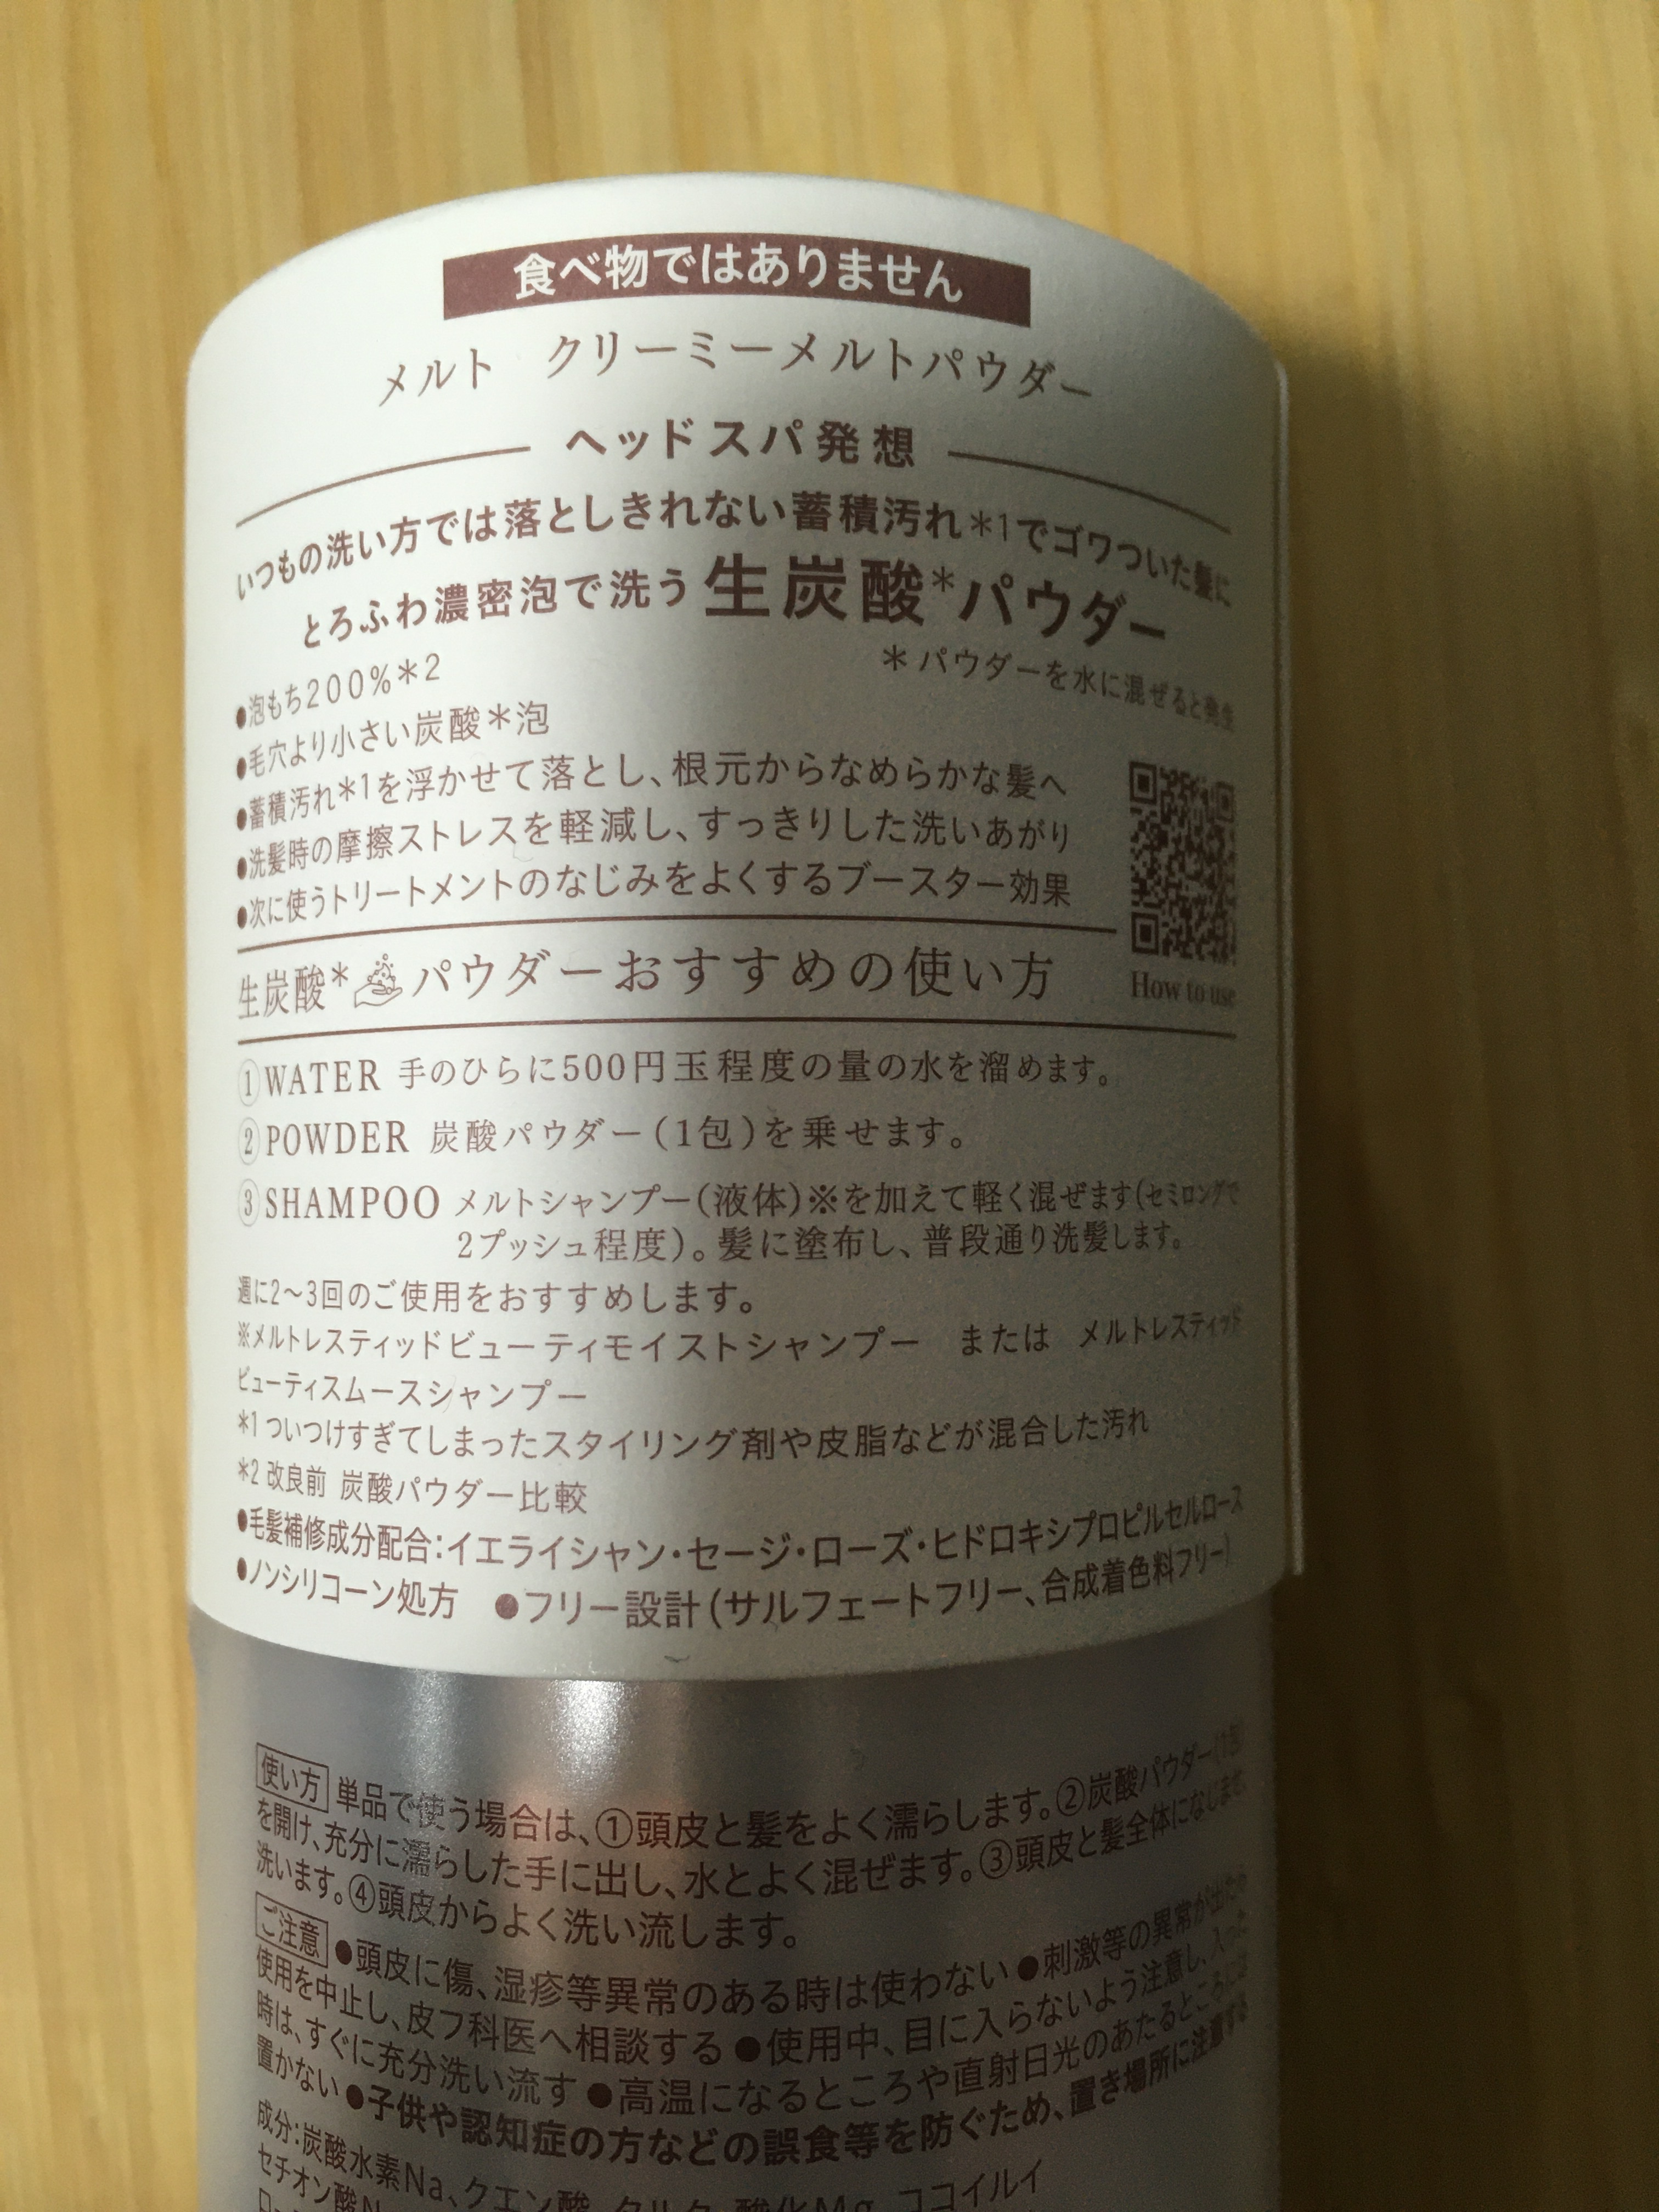 食べ物ではありません
メルト　クリーミーメルトパウダー
ヘッドスパ発想
いつもの洗い方では落としきれない蓄積汚れ*1でゴワついた髪に
とろふわ濃密泡で洗う生炭酸*パウダー
*パウダーを水に混ぜると発生
●泡もち200%*2
●毛穴より小さい炭酸*泡
●蓄積汚れ*1を浮かせて落とし、根元からなめらかな髪へ
●洗髪時の摩擦ストレスを軽減し、すっきりした洗いあがり
●次に使うトリートメントのなじみをよくするブースター効果
How to use
生炭酸*パウダーおすすめの使い方
①WATER 手のひらに500円玉程度の量の水を溜めます。
②POWDER 炭酸パウダー(1包)を乗せます。
③SHAMPOO メルトシャンプー(液体)※を加えて軽く混ぜます(セミロングで
2プッシュ程度)。髪に塗布し、普段通り洗髪します。
週に2〜3回のご使用をおすすめします。
※メルトレスティッドビューティモイストシャンプー　または　メルトレスティッド
ビューティスムースシャンプー
*1 ついつけすぎてしまったスタイリング剤や皮脂などが混合した汚れ
*2 改良前 炭酸パウダー比較
●毛髪補修成分配合:イエライシャン・セージ・ローズ・ヒドロキシプロピルセルロース
●ノンシリコーン処方　●フリー設計(サルフェートフリー、合成着色料フリー)
使い方 単品で使う場合は、①頭皮と髪をよく濡らします。②炭酸パウダー(1包)
を開け、充分に濡らした手に出し、水とよく混ぜます。③頭皮と髪全体になじませ、
洗います。④頭皮からよく洗い流します。
ご注意 ●頭皮に傷、湿疹等異常のある時は使わない●刺激等の異常が出たら
使用を中止し、皮フ科医へ相談する●使用中、目に入らないよう注意し、入った
時は、すぐに充分洗い流す●高温になるところや直射日光のあたるところには
置かない●子供や認知症の方などの誤食等を防ぐため、置き場所に注意する
成分:炭酸水素Na、クエン酸、タルク、酸化Mg、ココイルイ
セチオン酸N